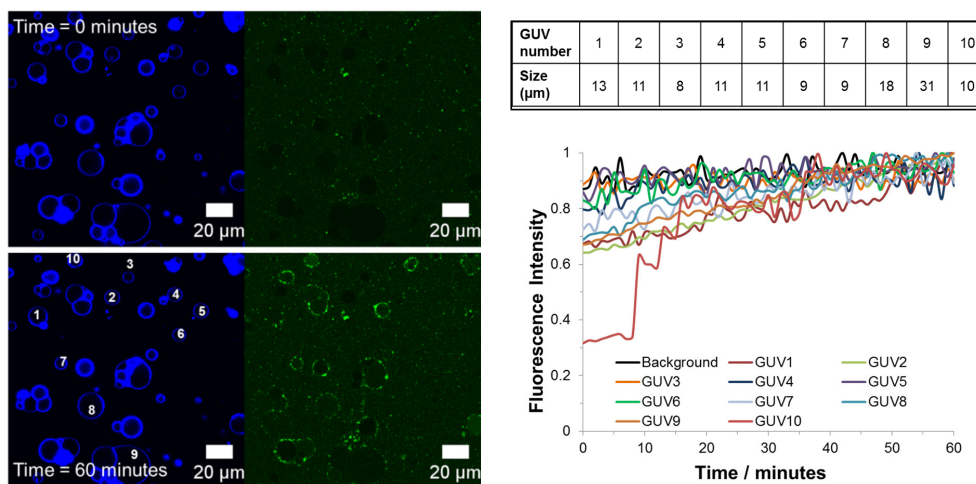 Time = 0 minutes
20 µm
20 µm
10
3
2
4
1
5
6
7
8
9
Time = 60 minutes
20 µm
20 µm
GUV number 1 2 3 4 5 6 7 8 9 10
Size (µm) 13 11 8 11 11 9 9 18 31 10
Fluorescence Intensity
1
0.8
0.6
0.4
0.2
0
Background GUV1 GUV2
GUV3 GUV4 GUV5
GUV6 GUV7 GUV8
GUV9 GUV10
0 10 20 30 40 50 60
Time / minutes